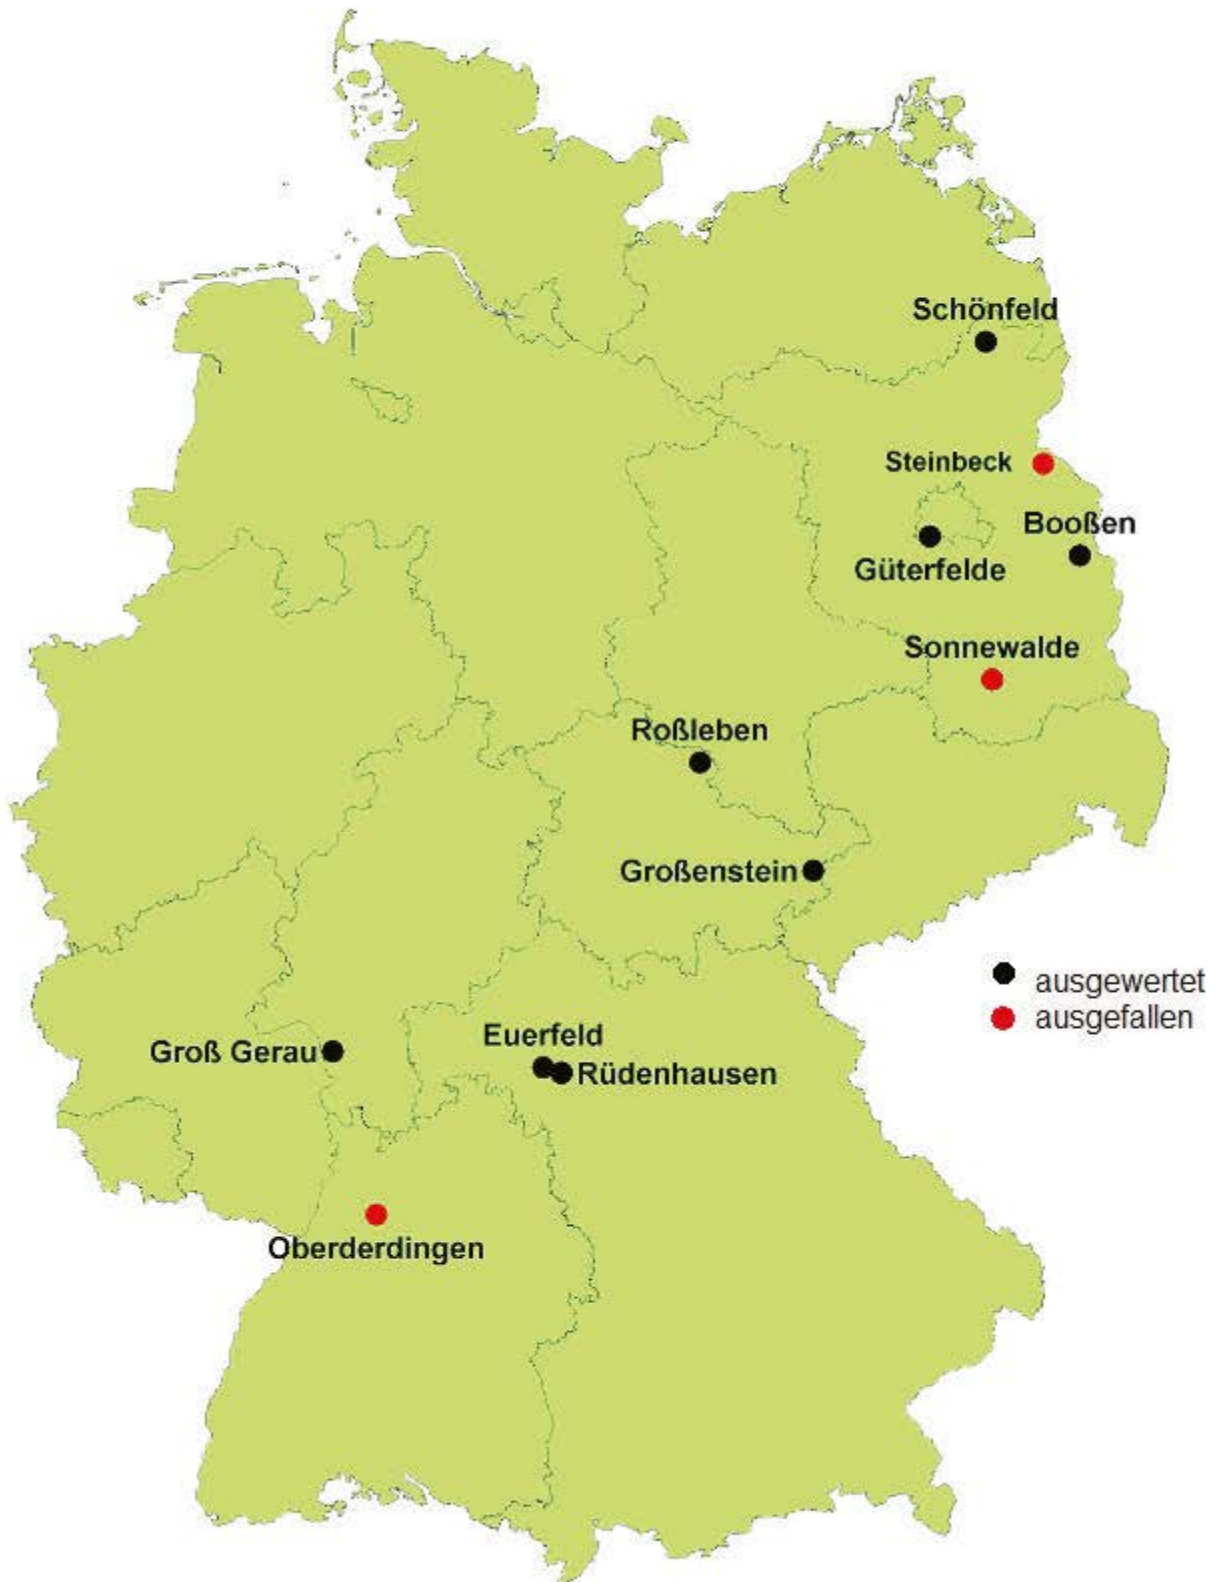 Schönfeld
Steinbeck
Booßen
Güterfelde
Sonnewalde
Roßleben
Großenstein
ausgewertet
ausgefallen
Euerfeld
Groß Gerau
Rüdenhausen
Oberderdingen